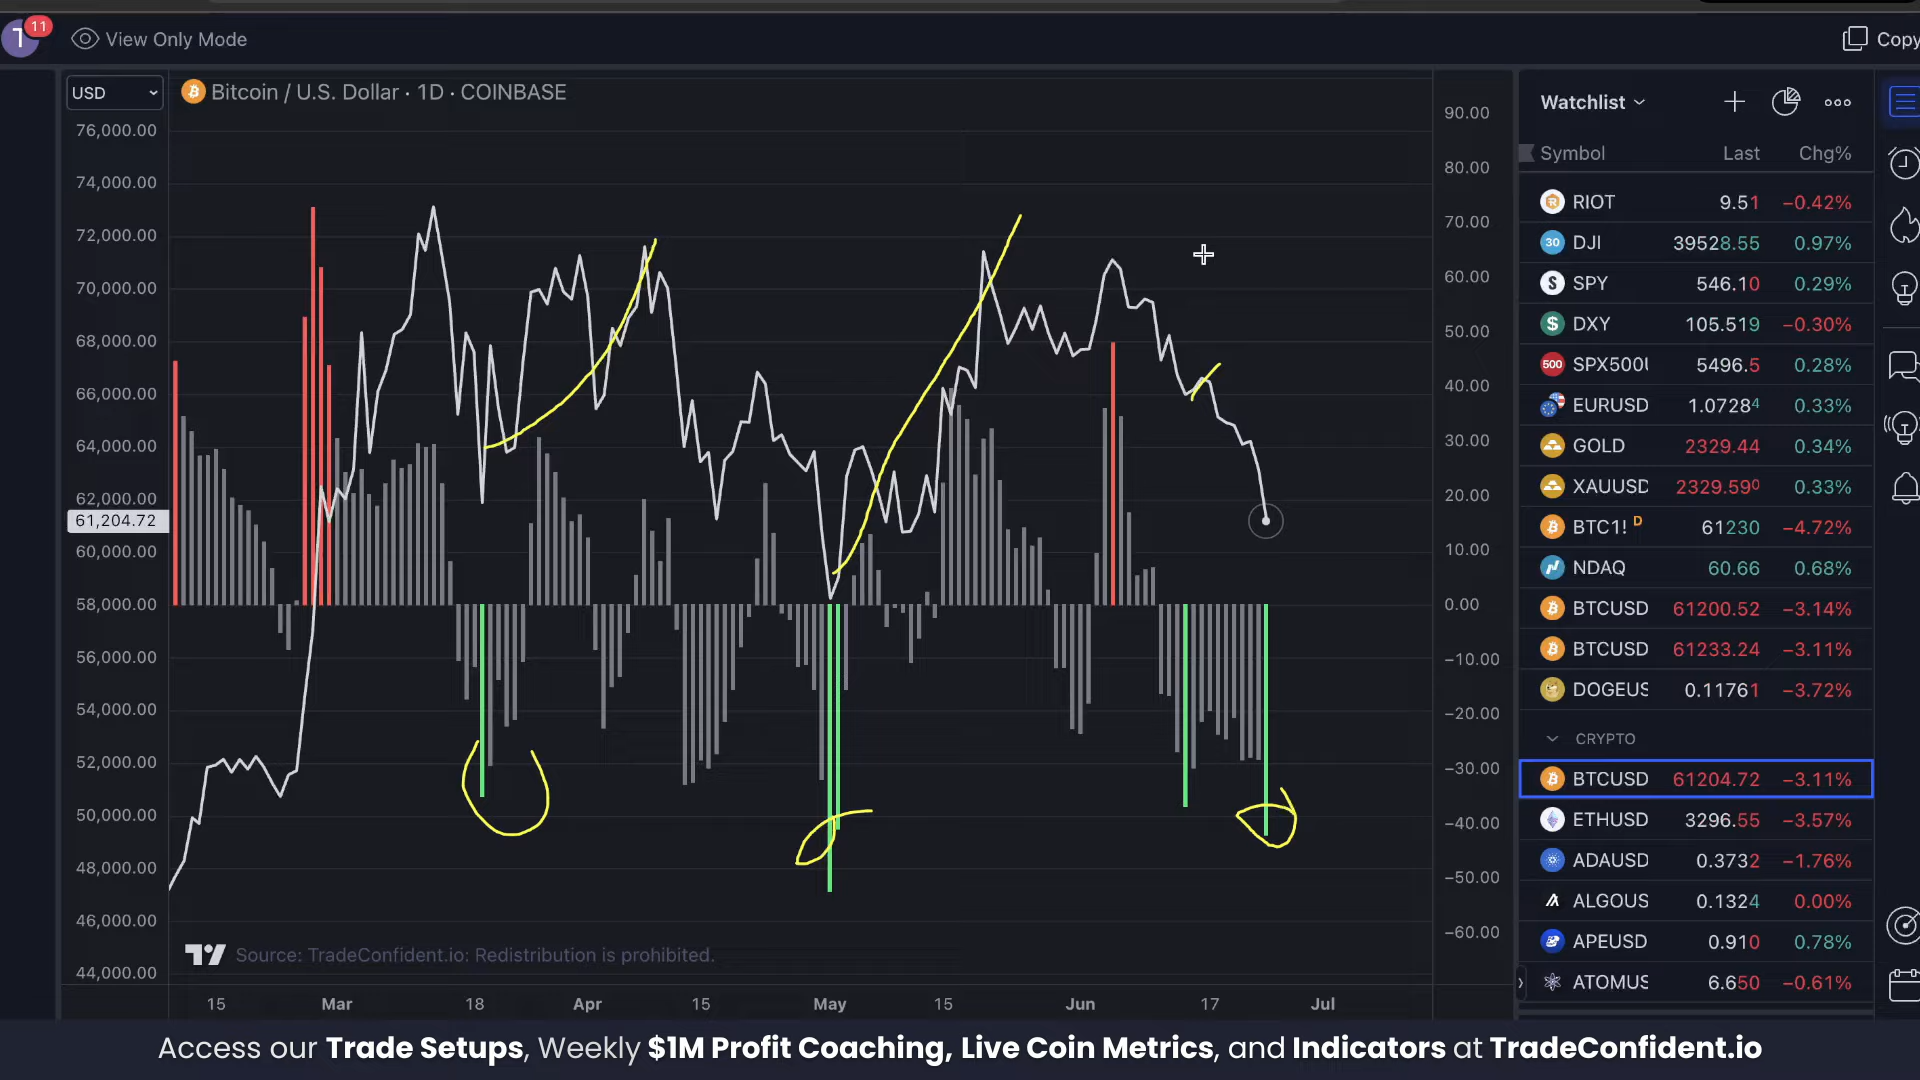 T 11 View Only Mode Copy
USD Bitcoin / U.S. Dollar · 1D · COINBASE
76,000.00
74,000.00
72,000.00
70,000.00
68,000.00
66,000.00
64,000.00
62,000.00
61,204.72
60,000.00
58,000.00
56,000.00
54,000.00
52,000.00
50,000.00
48,000.00
46,000.00
44,000.00
90.00
80.00
70.00
60.00
50.00
40.00
30.00
20.00
10.00
0.00
−10.00
−20.00
−30.00
−40.00
−50.00
−60.00
Source: TradeConfident.io: Redistribution is prohibited.
15 Mar 18 Apr 15 May 15 Jun 17 Jul
Watchlist
Symbol Last Chg%
RIOT 9.51 −0.42%
30 DJI 39528.55 0.97%
S SPY 546.10 0.29%
$ DXY 105.519 −0.30%
500 SPX500 5496.5 0.28%
EURUSD 1.07284 0.33%
GOLD 2329.44 0.34%
XAUUSD 2329.590 0.33%
BTC1! D 61230 −4.72%
NDAQ 60.66 0.68%
BTCUSD 61200.52 −3.14%
BTCUSD 61233.24 −3.11%
DOGEUS 0.11761 −3.72%
CRYPTO
BTCUSD 61204.72 −3.11%
ETHUSD 3296.55 −3.57%
ADAUSD 0.3732 −1.76%
ALGOUS 0.1324 0.00%
APEUSD 0.910 0.78%
ATOMUS 6.650 −0.61%
Access our Trade Setups, Weekly $1M Profit Coaching, Live Coin Metrics, and Indicators at TradeConfident.io